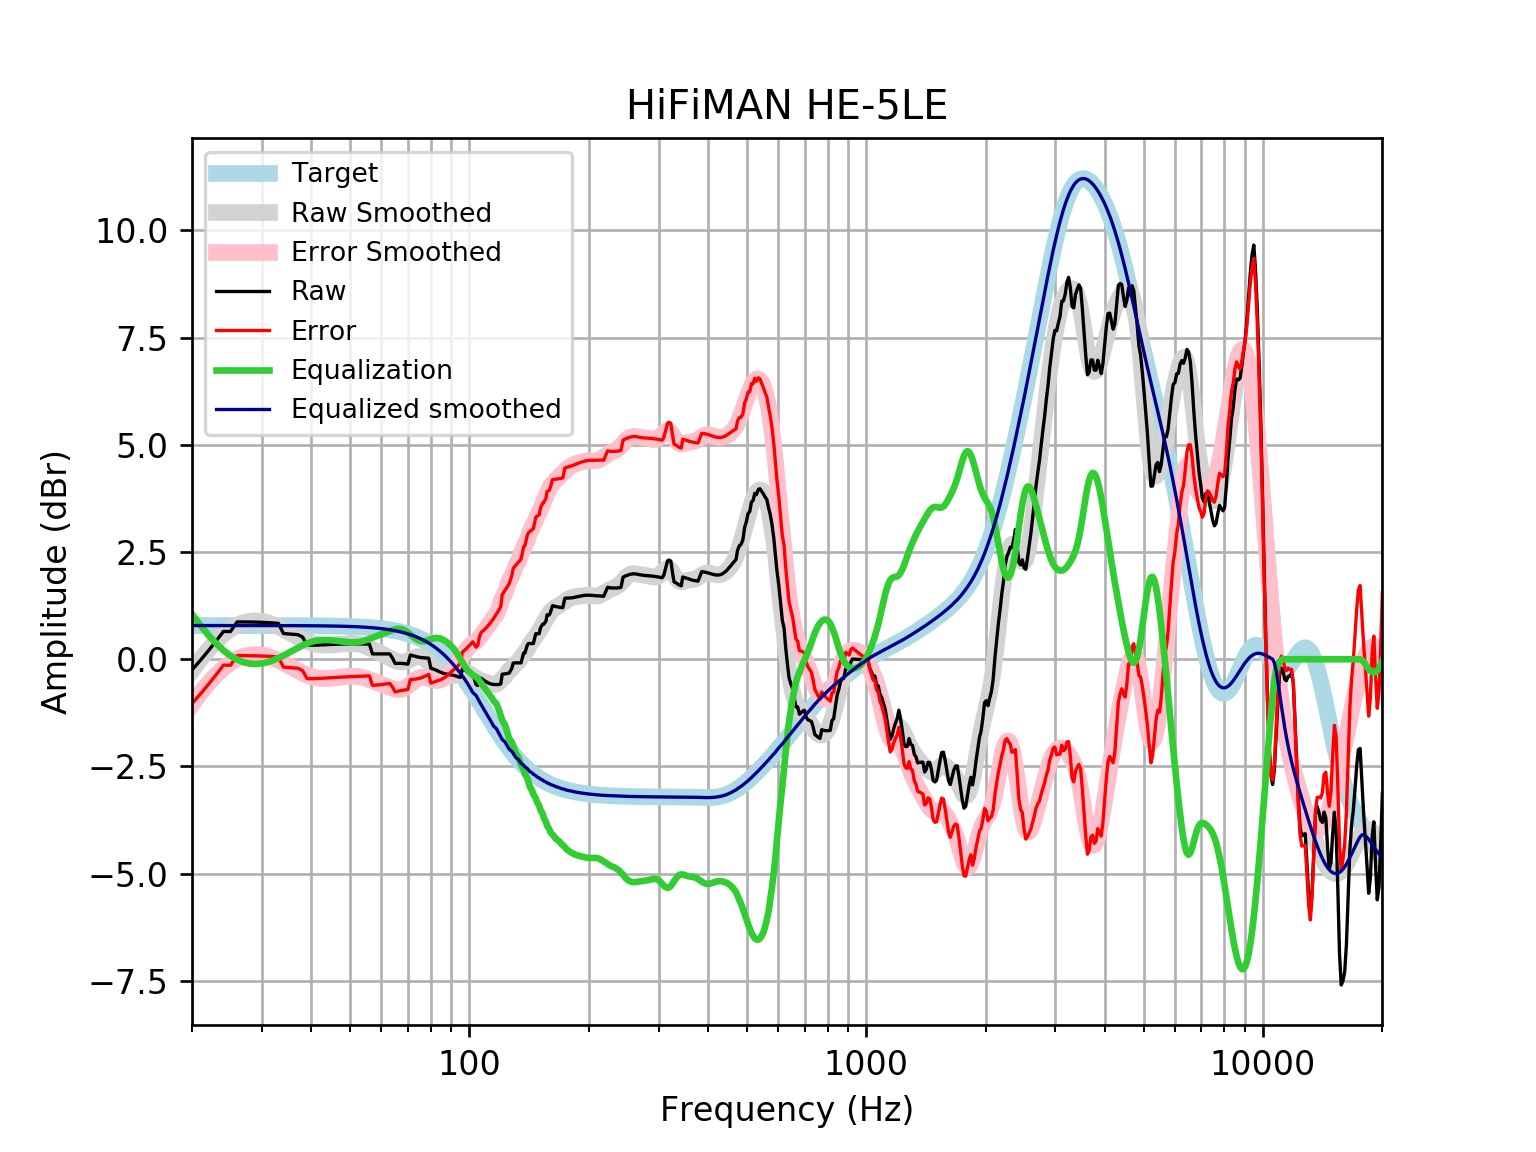 HiFiMAN HE-5LE
Target
Raw Smoothed
Error Smoothed
Raw
Error
Equalization
Equalized smoothed
10.0
7.5
5.0
2.5
0.0
−2.5
−5.0
−7.5
Amplitude (dBr)
100
1000
10000
Frequency (Hz)